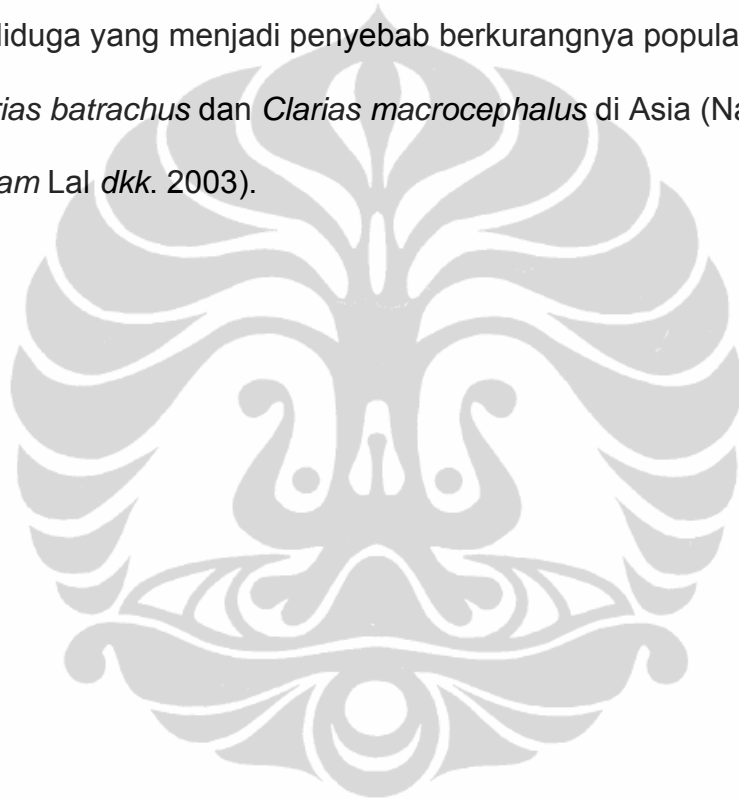 diduga yang menjadi penyebab berkurangnya popula
rias batrachus dan Clarias macrocephalus di Asia (Na
am Lal dkk. 2003).